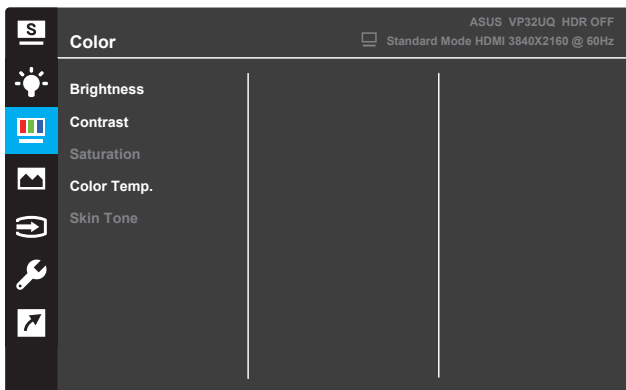 S
ASUS VP32UQ HDR OFF
Color
Standard Mode HDMI 3840X2160 @ 60Hz
Brightness
Contrast
Saturation
Color Temp.
Skin Tone